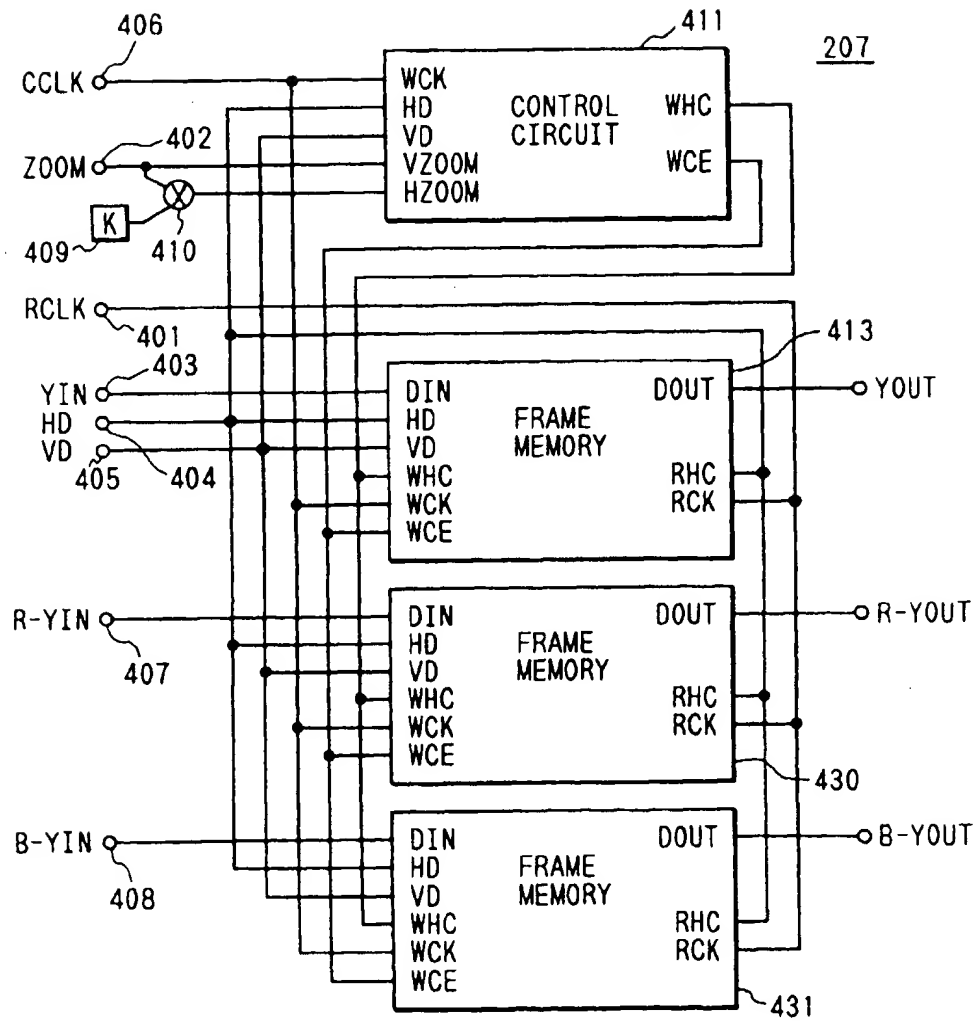 406
411
207
CCLK
WCK
HD
VD
VZOOM
HZOOM
CONTROL
CIRCUIT
WHC
WCE
402
ZOOM
K
409
410
RCLK
401
403
YIN
HD
VD
405
404
413
DIN
HD
VD
WHC
WCK
WCE
FRAME
MEMORY
DOUT
RHC
RCK
YOUT
R-YIN
407
DIN
HD
VD
WHC
WCK
WCE
FRAME
MEMORY
DOUT
RHC
RCK
R-YOUT
430
B-YIN
408
DIN
HD
VD
WHC
WCK
WCE
FRAME
MEMORY
DOUT
RHC
RCK
B-YOUT
431